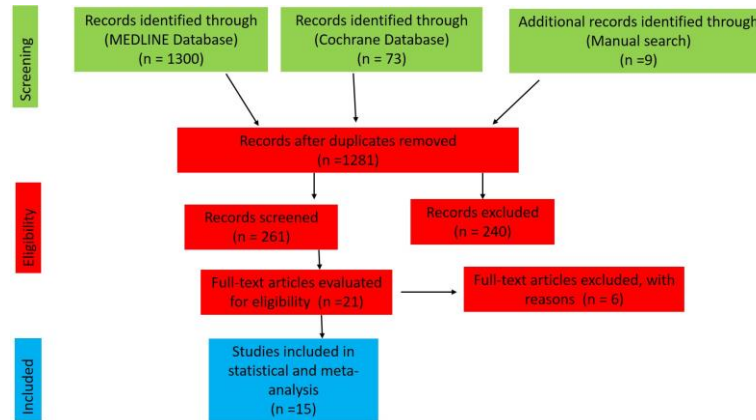 Screening
Records identified through
(MEDLINE Database)
(n = 1300)
Records identified through
(Cochrane Database)
(n = 73)
Additional records identified through
(Manual search)
(n =9)
Records after duplicates removed
(n =1281)
Eligibility
Records screened
(n = 261)
Records excluded
(n = 240)
Full-text articles evaluated
for eligibility (n =21)
Full-text articles excluded, with
reasons (n = 6)
Included
Studies included in
statistical and meta-
analysis
(n =15)